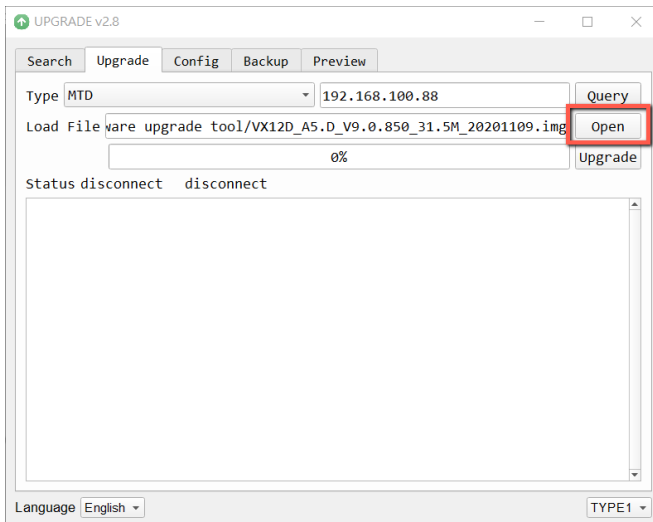 UPGRADE v2.8
Search Upgrade Config Backup Preview
Type MTD 192.168.100.88 Query
Load File ware upgrade tool/VX12D_A5.D_V9.0.850_31.5M_20201109.img Open
0% Upgrade
Status disconnect disconnect
Language English TYPE1